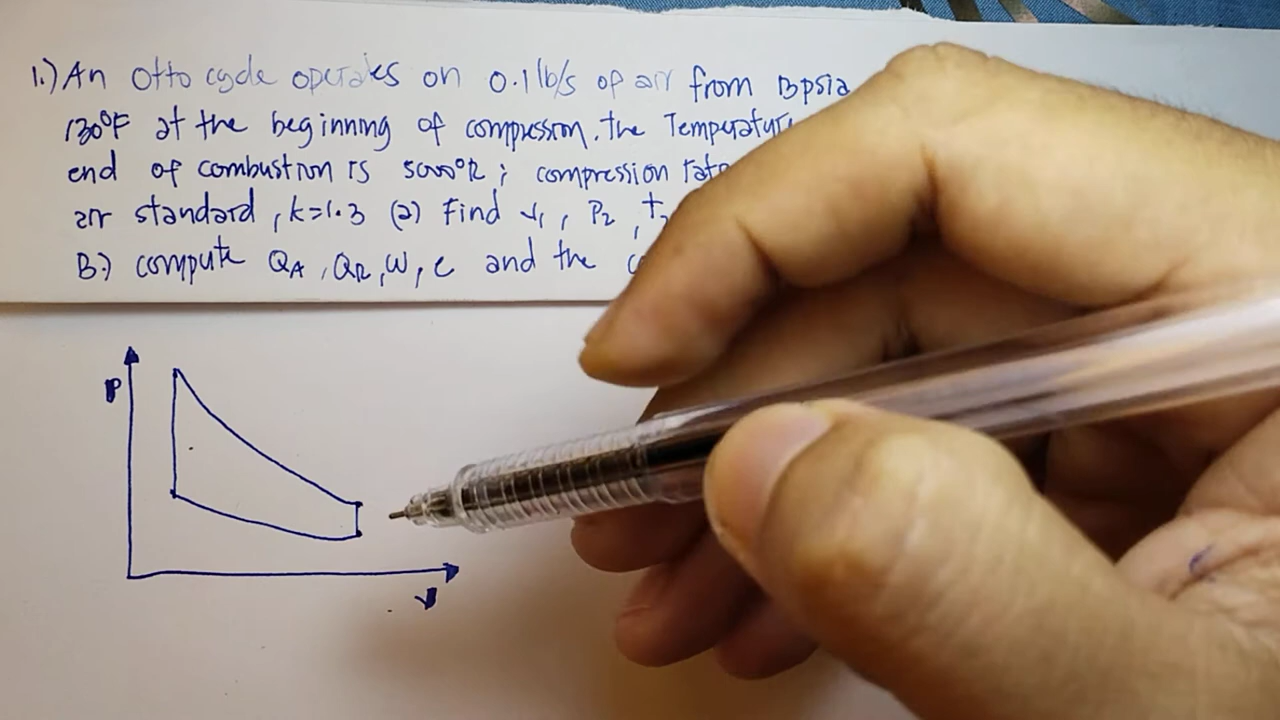 1.) An Otto cycle operates on 0.1 lb/s of air from 13psia
130°F at the beginning of compression. the Temperature
end of combustion is 5000°R; compression
air standard, k=1.3 (a) Find V1, P2,
B.) compute QA, QR, W, e and the
P
V